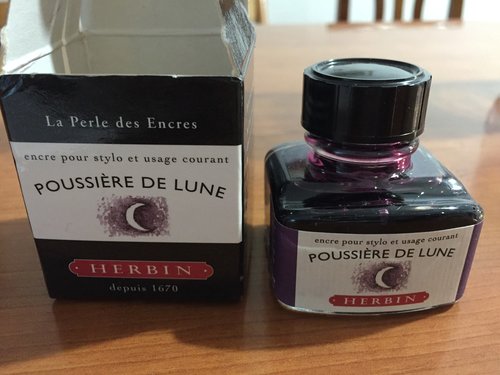 La Perle des Encres
encre pour stylo et usage courant
POUSSIÈRE DE LUNE
HERBIN
depuis 1670
encre pour stylo et usage courant
POUSSIÈRE DE LUNE
HERBIN